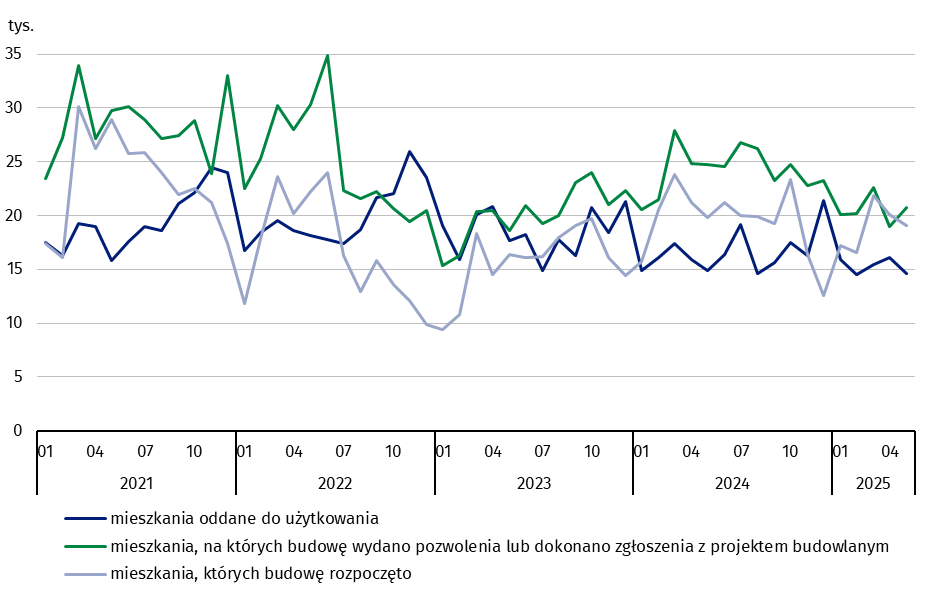 tys.
35
30
25
20
15
10
5
0
01 04 07 10 01 04 07 10 01 04 07 10 01 04 07 10 01 04
2021 2022 2023 2024 2025
mieszkania oddane do użytkowania
mieszkania, na których budowę wydano pozwolenia lub dokonano zgłoszenia z projektem budowlanym
mieszkania, których budowę rozpoczęto